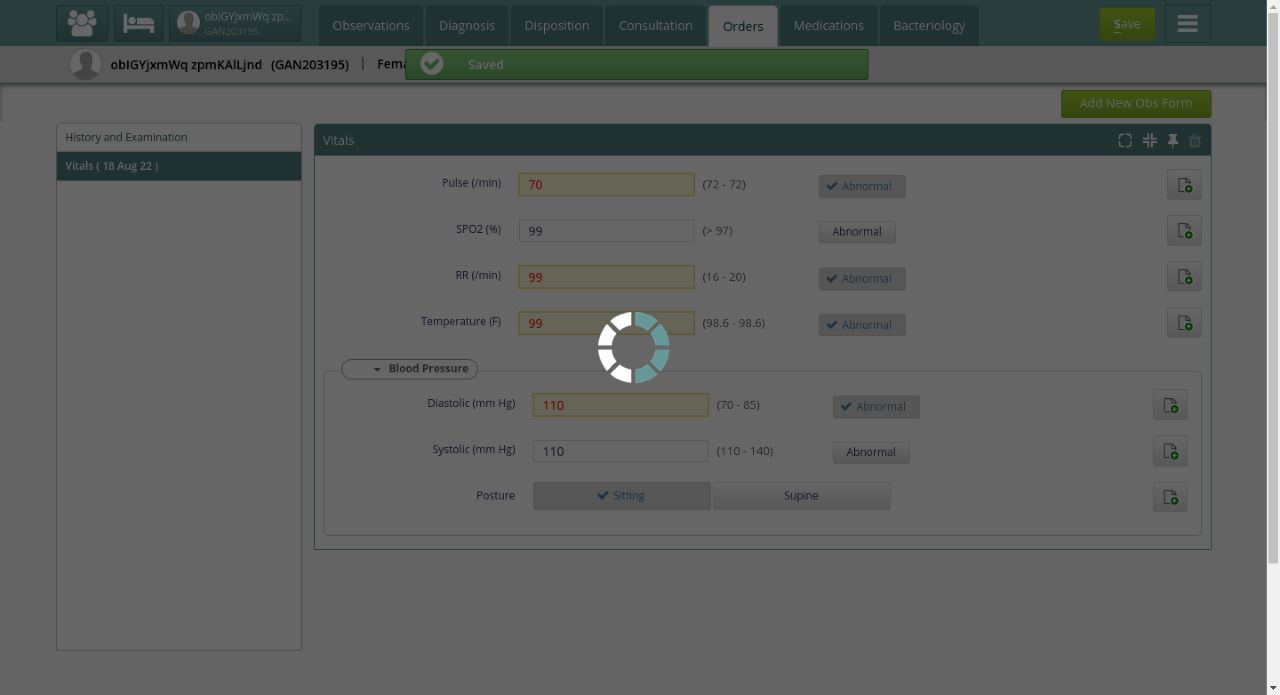 obIGYjxmWq zp...
GAN203195
Observations
Diagnosis
Disposition
Consultation
Orders
Medications
Bacteriology
Save
obIGYjxmWq zpmKAlLjnd (GAN203195) | Fema
Saved
Add New Obs Form
History and Examination
Vitals ( 18 Aug 22 )
Vitals
Pulse (/min) 70 (72 - 72) Abnormal
SPO2 (%) 99 (> 97) Abnormal
RR (/min) 99 (16 - 20) Abnormal
Temperature (F) 99 (98.6 - 98.6) Abnormal
Blood Pressure
Diastolic (mm Hg) 110 (70 - 85) Abnormal
Systolic (mm Hg) 110 (110 - 140) Abnormal
Posture Sitting Supine